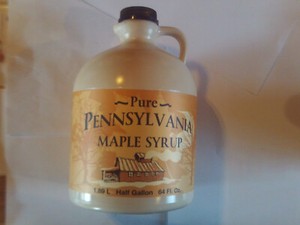 ~Pure~
PENNSYLVANIA
MAPLE SYRUP
1.89 L Half Gallon 64 Fl. Oz.